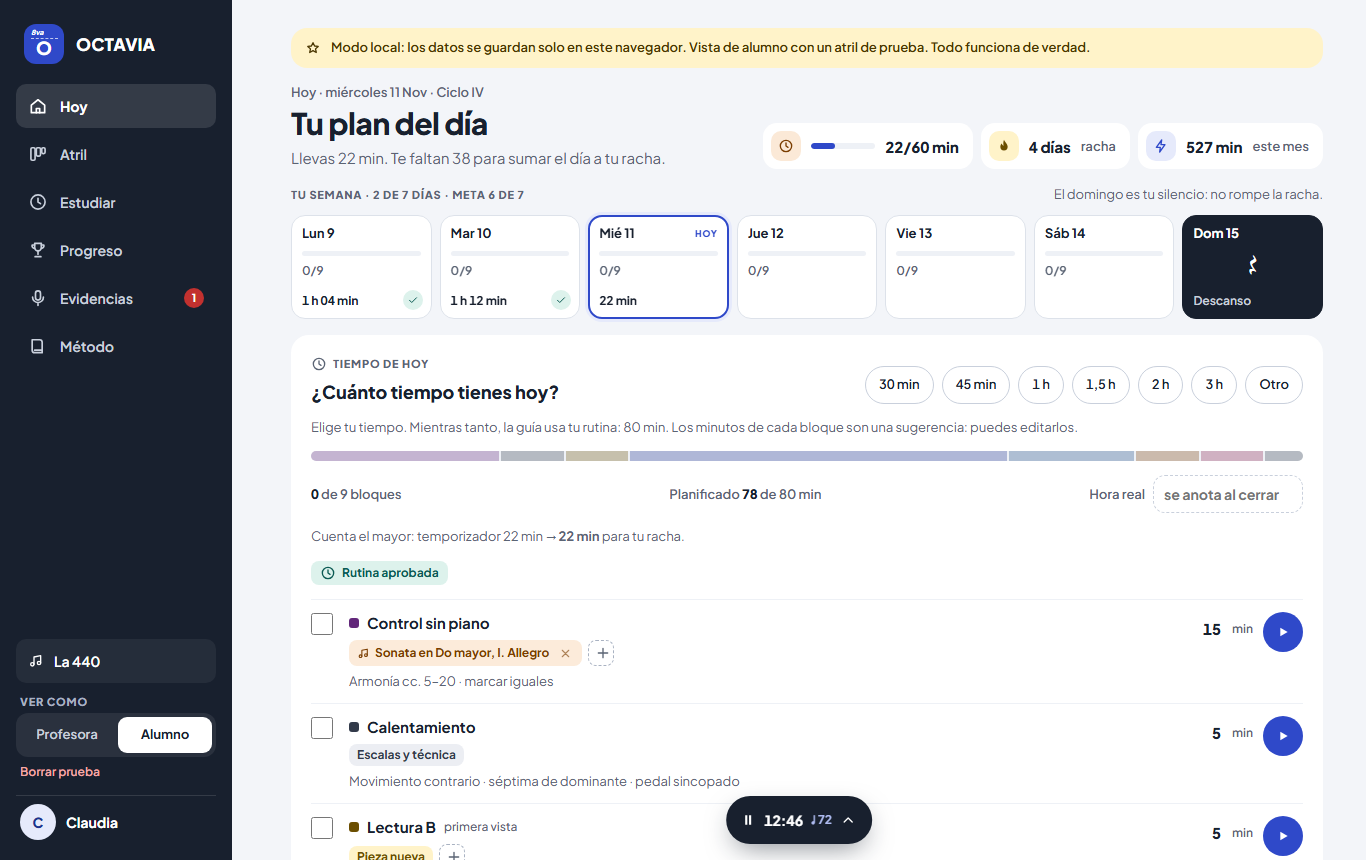 8va
OCTAVIA
Hoy
Atril
Estudiar
Progreso
Evidencias 1
Método
La 440
VER COMO
Profesora Alumno
Borrar prueba
C Claudia
Modo local: los datos se guardan solo en este navegador. Vista de alumno con un atril de prueba. Todo funciona de verdad.
Hoy · miércoles 11 Nov · Ciclo IV
Tu plan del día
Llevas 22 min. Te faltan 38 para sumar el día a tu racha.
22/60 min
4 días racha
527 min este mes
TU SEMANA · 2 DE 7 DÍAS · META 6 DE 7
El domingo es tu silencio: no rompe la racha.
Lun 9
0/9
1 h 04 min
Mar 10
0/9
1 h 12 min
Mié 11 HOY
0/9
22 min
Jue 12
0/9
Vie 13
0/9
Sáb 14
0/9
Dom 15
Descanso
TIEMPO DE HOY
¿Cuánto tiempo tienes hoy?
30 min 45 min 1 h 1,5 h 2 h 3 h Otro
Elige tu tiempo. Mientras tanto, la guía usa tu rutina: 80 min. Los minutos de cada bloque son una sugerencia: puedes editarlos.
0 de 9 bloques
Planificado 78 de 80 min
Hora real se anota al cerrar
Cuenta el mayor: temporizador 22 min → 22 min para tu racha.
Rutina aprobada
Control sin piano
15 min
Sonata en Do mayor, I. Allegro
Armonía cc. 5–20 · marcar iguales
Calentamiento
5 min
Escalas y técnica
Movimiento contrario · séptima de dominante · pedal sincopado
Lectura B primera vista
5 min
Pieza nueva
12:46 ♩72